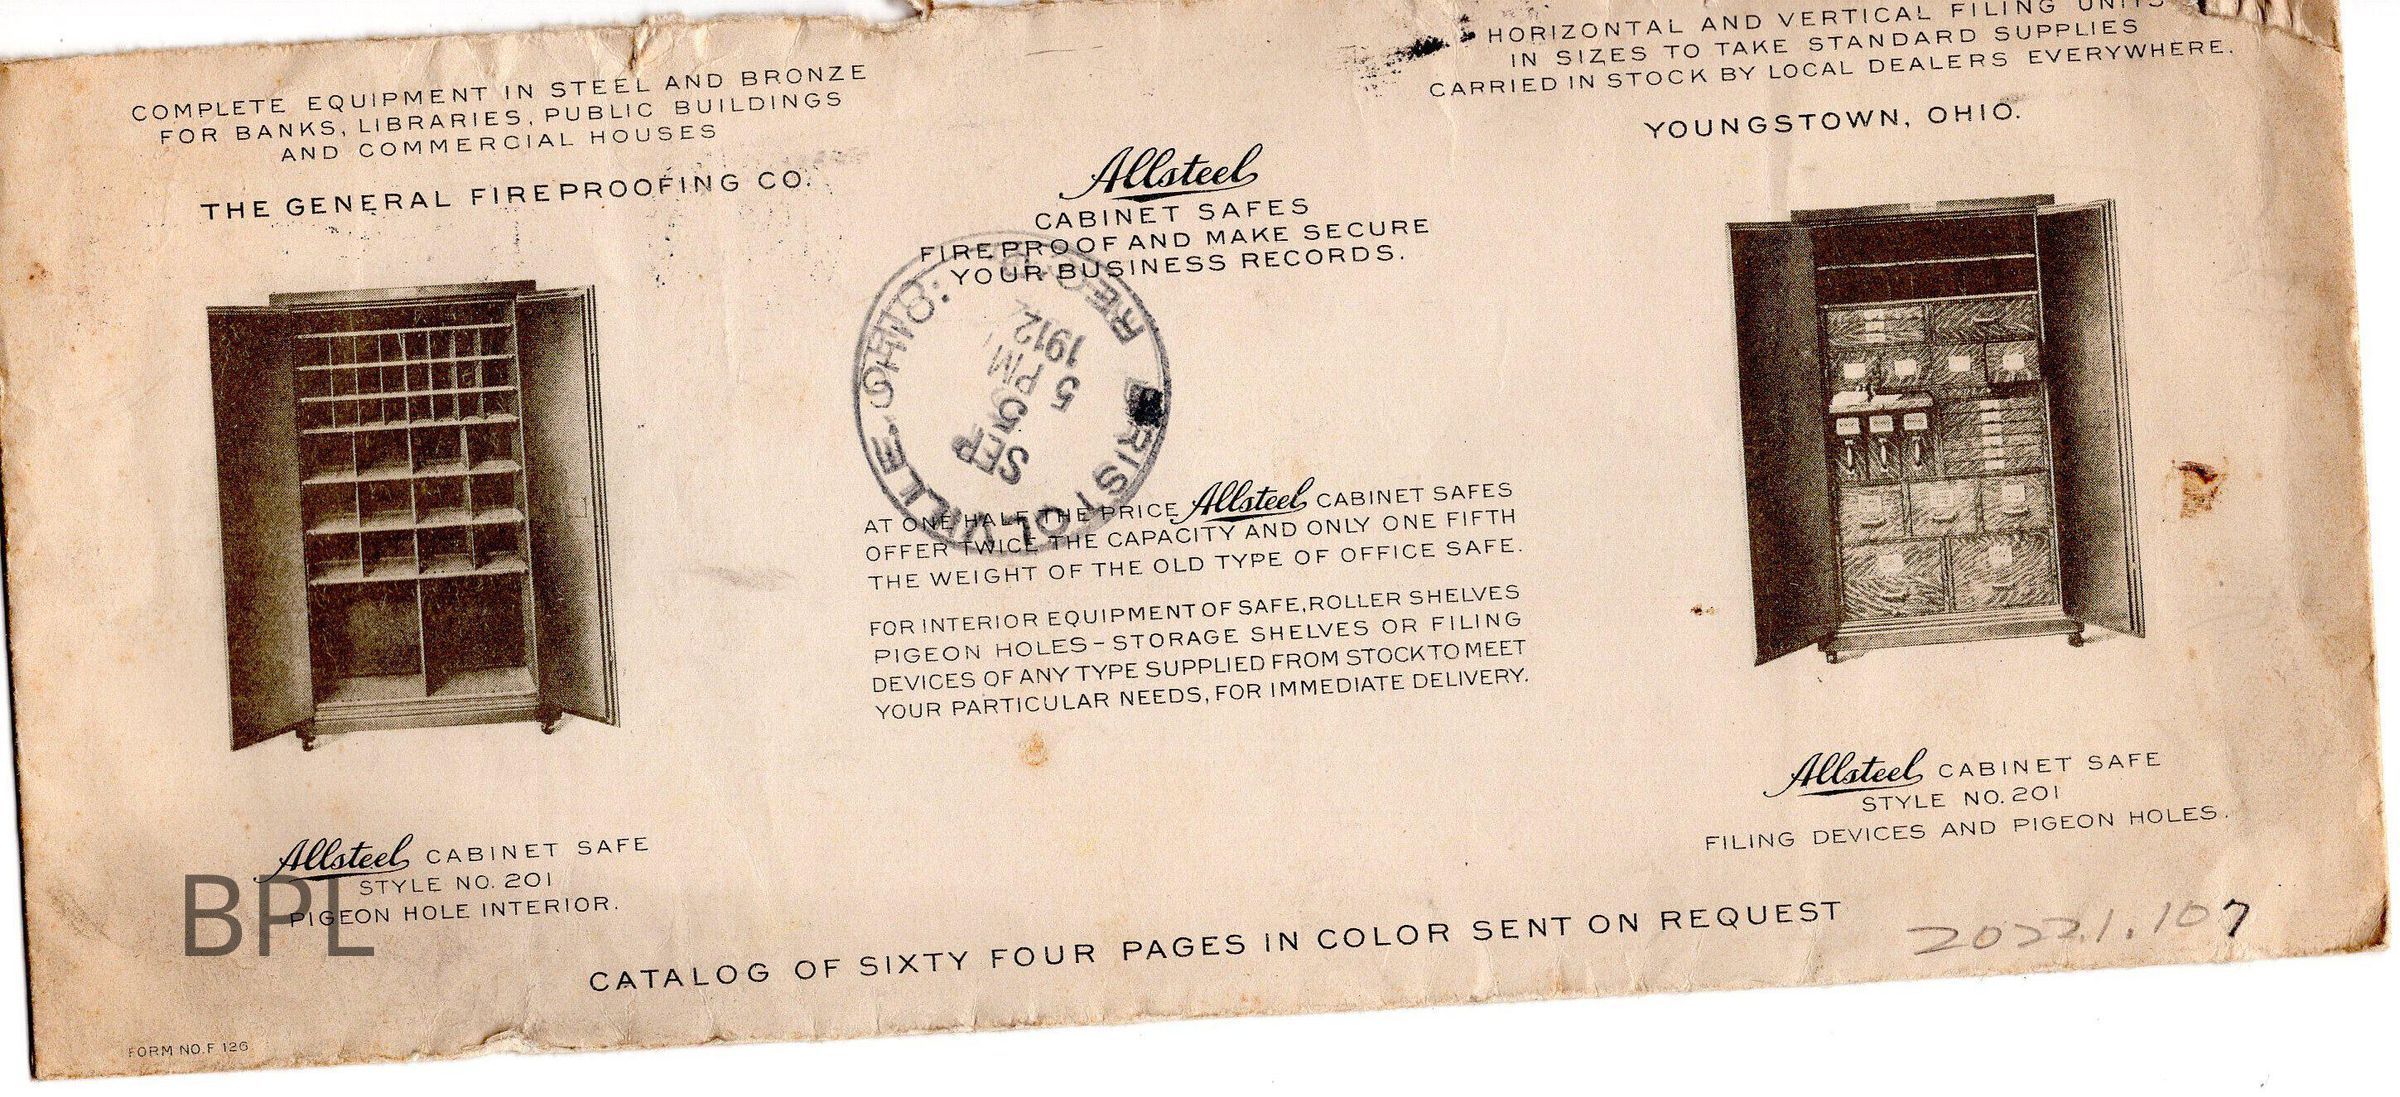 COMPLETE EQUIPMENT IN STEEL AND BRONZE
FOR BANKS, LIBRARIES, PUBLIC BUILDINGS
AND COMMERCIAL HOUSES
THE GENERAL FIREPROOFING CO.
HORIZONTAL AND VERTICAL FILING UNITS
IN SIZES TO TAKE STANDARD SUPPLIES
CARRIED IN STOCK BY LOCAL DEALERS EVERYWHERE.
YOUNGSTOWN, OHIO.
Allsteel
CABINET SAFES
FIREPROOF AND MAKE SECURE
YOUR BUSINESS RECORDS.
BRISTOLVILLE, OHIO.
SEP
5
PM
5
1912
AT ONE HALF THE PRICE Allsteel CABINET SAFES
OFFER TWICE THE CAPACITY AND ONLY ONE FIFTH
THE WEIGHT OF THE OLD TYPE OF OFFICE SAFE.
FOR INTERIOR EQUIPMENT OF SAFE, ROLLER SHELVES
PIGEON HOLES - STORAGE SHELVES OR FILING
DEVICES OF ANY TYPE SUPPLIED FROM STOCK TO MEET
YOUR PARTICULAR NEEDS, FOR IMMEDIATE DELIVERY.
Allsteel CABINET SAFE
STYLE NO. 201
PIGEON HOLE INTERIOR.
Allsteel CABINET SAFE
STYLE NO. 201
FILING DEVICES AND PIGEON HOLES.
CATALOG OF SIXTY FOUR PAGES IN COLOR SENT ON REQUEST
2022.1.107
BPL
FORM NO. F 126